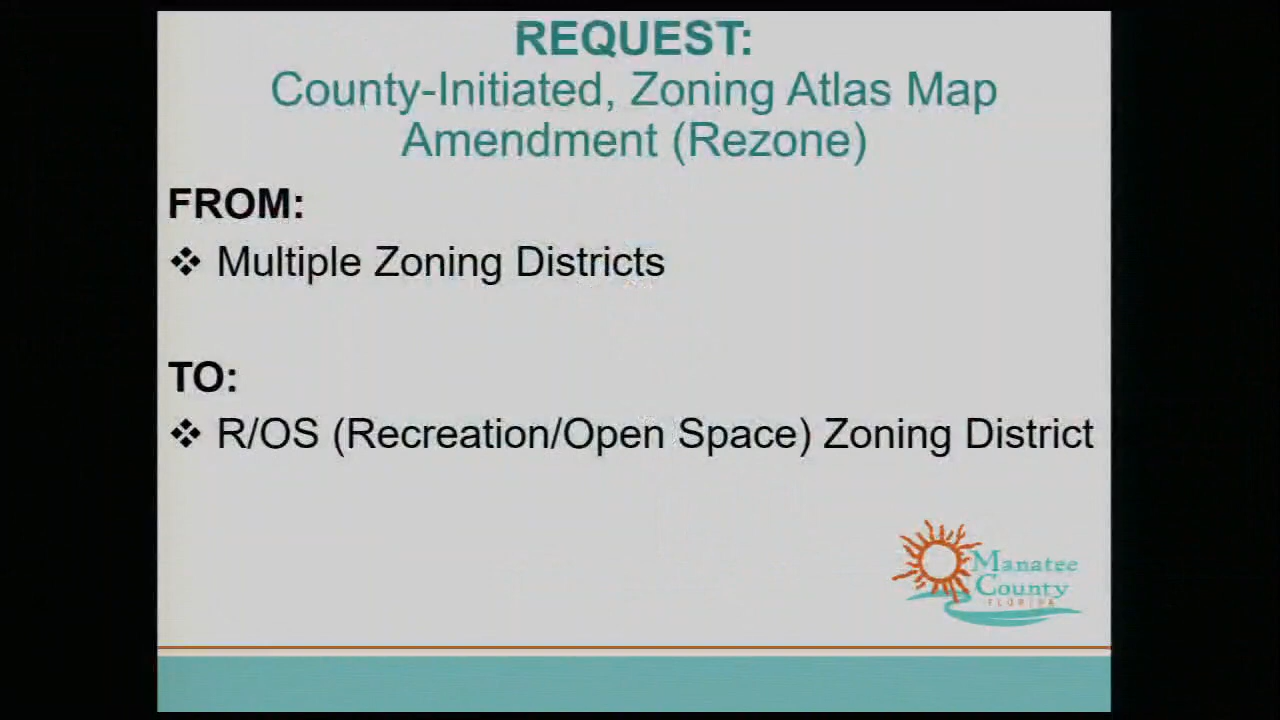 REQUEST:
County-Initiated, Zoning Atlas Map
Amendment (Rezone)
FROM:
❖ Multiple Zoning Districts
TO:
❖ R/OS (Recreation/Open Space) Zoning District
Manatee
County
FLORIDA